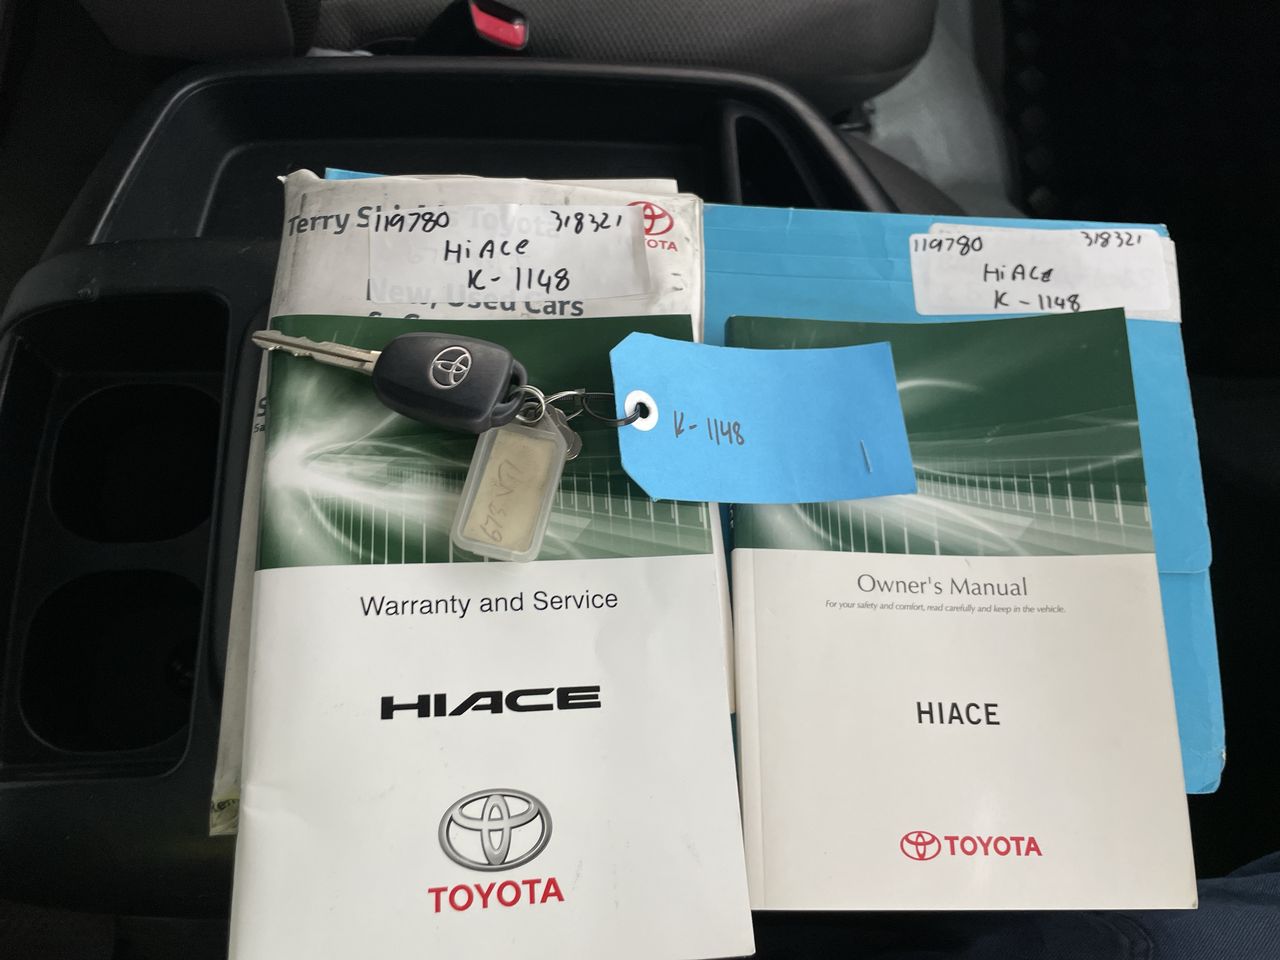 Terry Shi
Toyota
119780
318321
HiACE
K-1148
New, Used Cars
119780
318321
HiACE
K-1148
K-1148
Warranty and Service
HIACE
TOYOTA
Owner's Manual
For your safety and comfort, read carefully and keep in the vehicle.
HIACE
TOYOTA